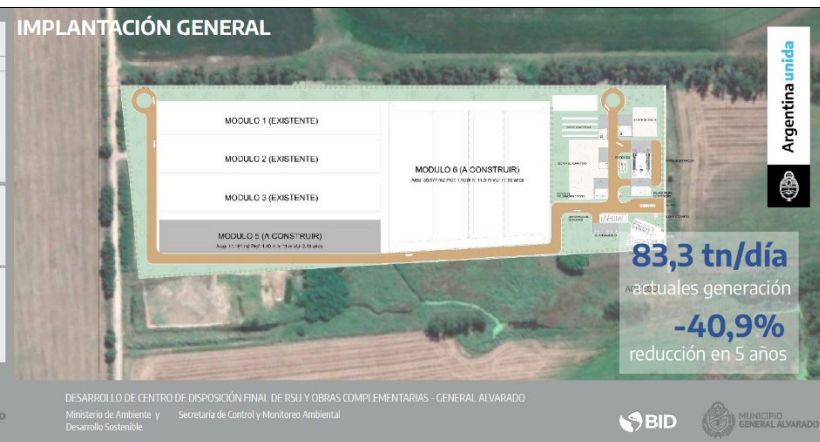 IMPLANTACIÓN GENERAL
MODULO 1 (EXISTENTE)
MODULO 2 (EXISTENTE)
MODULO 3 (EXISTENTE)
MODULO 5 (A CONSTRUIR)
MODULO 6 (A CONSTRUIR)
Argentina unida
83,3 tn/día
actuales generación
-40,9%
reducción en 5 años
DESARROLLO DE CENTRO DE DISPOSICIÓN FINAL DE RSU Y OBRAS COMPLEMENTARIAS - GENERAL ALVARADO
Ministerio de Ambiente y Desarrollo Sostenible
Secretaría de Control y Monitoreo Ambiental
BID
MUNICIPIO
GENERAL ALVARADO